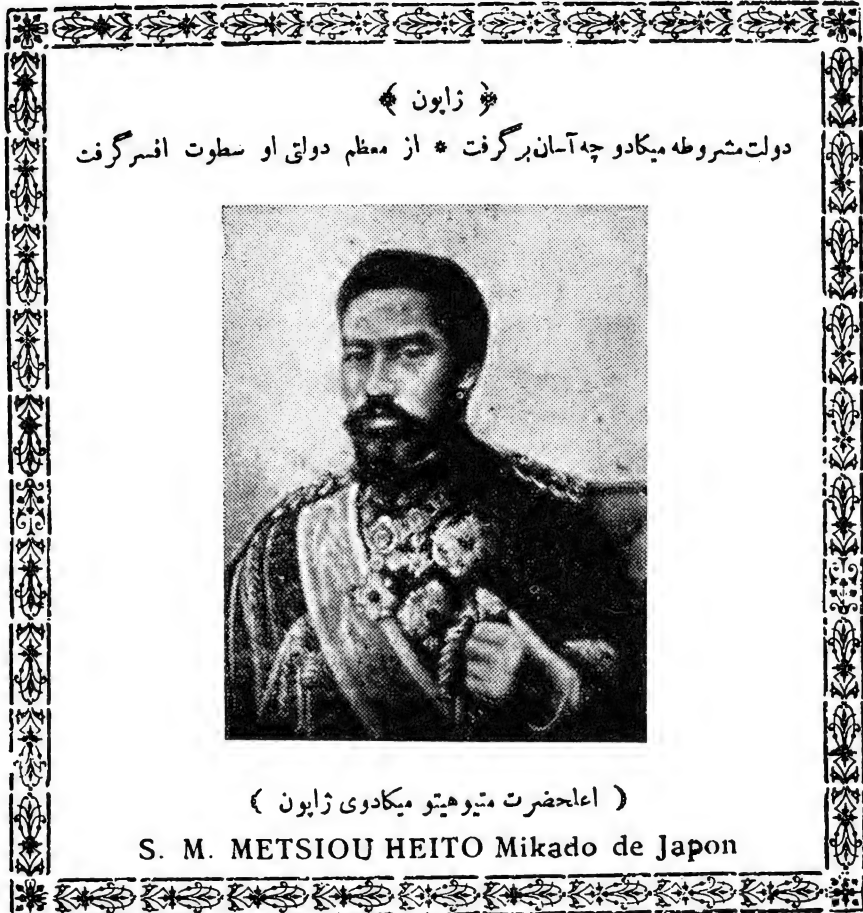 ﴿ ژاپون ﴾
دولت مشروطه میکادو چه آسان برگرفت * از معظم دولتی او سطوت افسر گرفت
( اعلحضرت متیوهیتو میکادوی ژاپون )
S. M. METSIOU HEITO Mikado de Japon